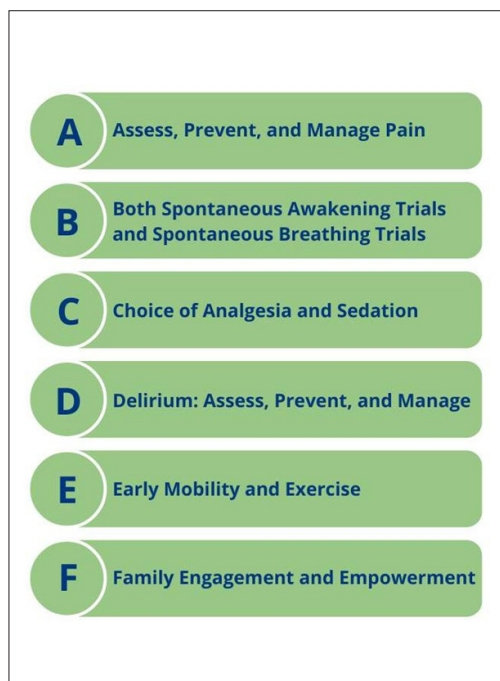 A
Assess, Prevent, and Manage Pain
B
Both Spontaneous Awakening Trials
and Spontaneous Breathing Trials
C
Choice of Analgesia and Sedation
D
Delirium: Assess, Prevent, and Manage
E
Early Mobility and Exercise
F
Family Engagement and Empowerment